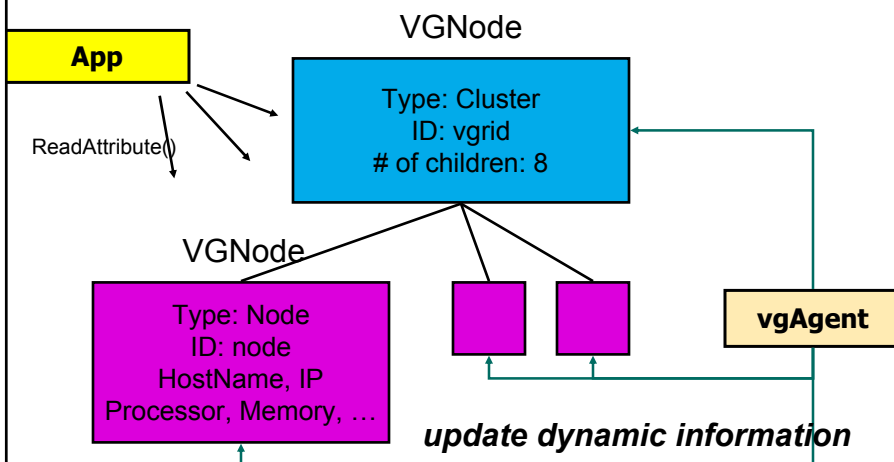 VGNode
App
Type: Cluster
ID: vgrid
# of children: 8
ReadAttribute()
VGNode
Type: Node
ID: node
HostName, IP
Processor, Memory, …
vgAgent
update dynamic information